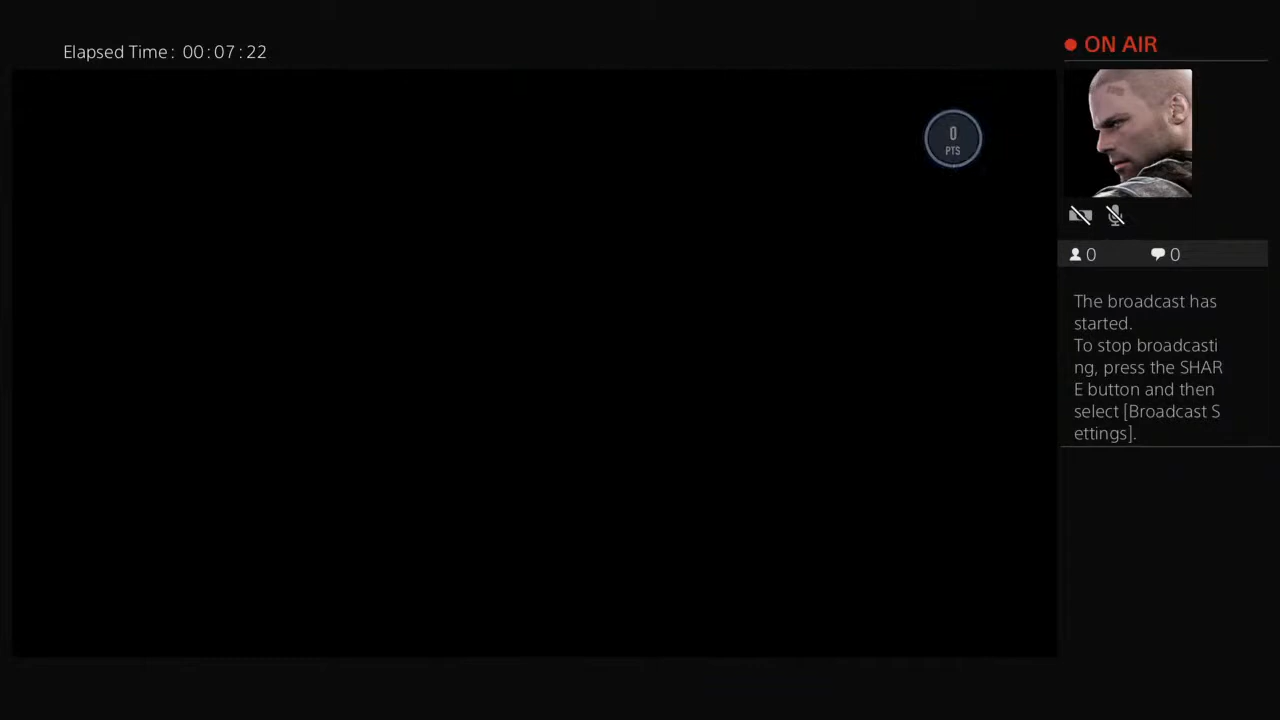 Elapsed Time: 00:07:22
ON AIR
0
PTS
0 0
The broadcast has
started.
To stop broadcasti
ng, press the SHAR
E button and then
select [Broadcast S
ettings].